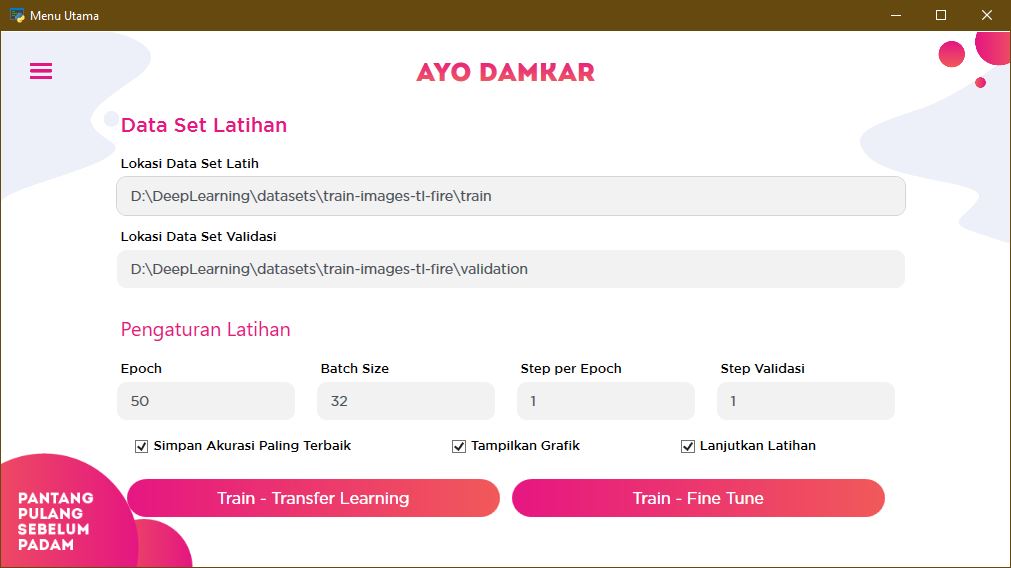 Menu Utama
AYO DAMKAR
Data Set Latihan
Lokasi Data Set Latih
D:\DeepLearning\datasets\train-images-tl-fire\train
Lokasi Data Set Validasi
D:\DeepLearning\datasets\train-images-tl-fire\validation
Pengaturan Latihan
Epoch Batch Size Step per Epoch Step Validasi
50 32 1 1
Simpan Akurasi Paling Terbaik Tampilkan Grafik Lanjutkan Latihan
Train - Transfer Learning Train - Fine Tune
PANTANG
PULANG
SEBELUM
PADAM